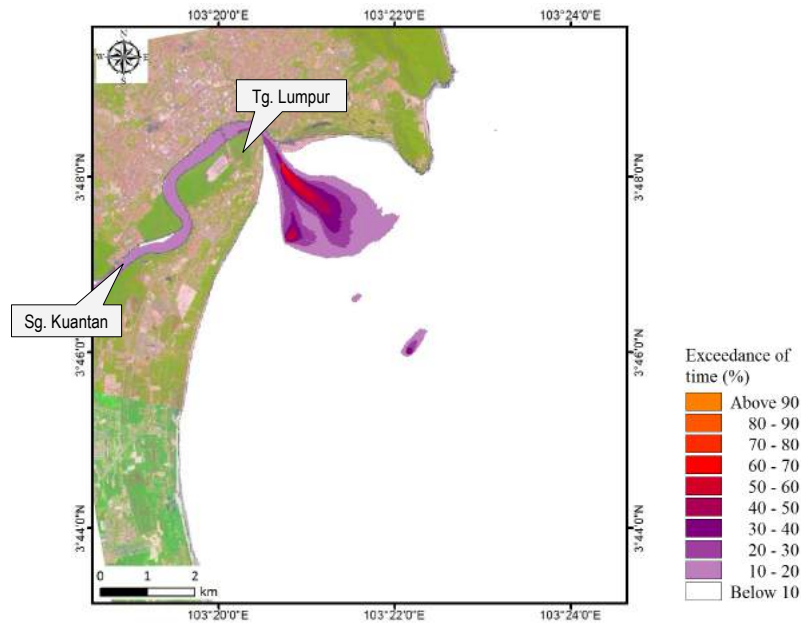 103°20'0"E 103°22'0"E 103°24'0"E
N
W E
S
Tg. Lumpur
3°48'0"N 3°48'0"N
Sg. Kuantan
3°46'0"N 3°46'0"N
Exceedance of
time (%)
Above 90
80 - 90
70 - 80
60 - 70
50 - 60
40 - 50
30 - 40
20 - 30
10 - 20
Below 10
3°44'0"N 3°44'0"N
0 1 2
km
103°20'0"E 103°22'0"E 103°24'0"E